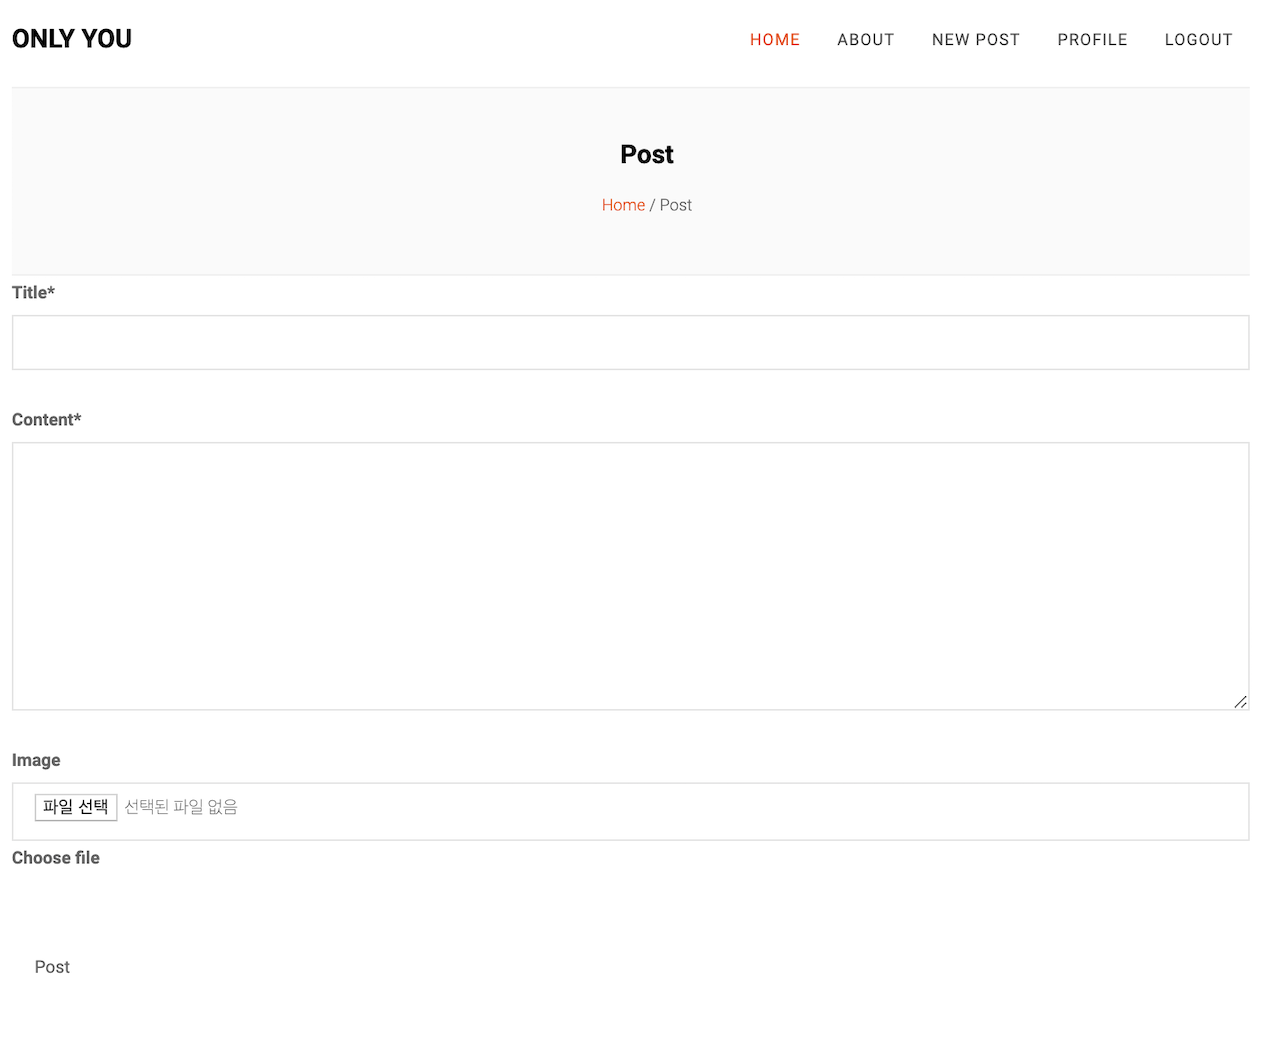 ONLY YOU HOME ABOUT NEW POST PROFILE LOGOUT
Post
Home / Post
Title*
Content*
Image
파일 선택 선택된 파일 없음
Choose file
Post